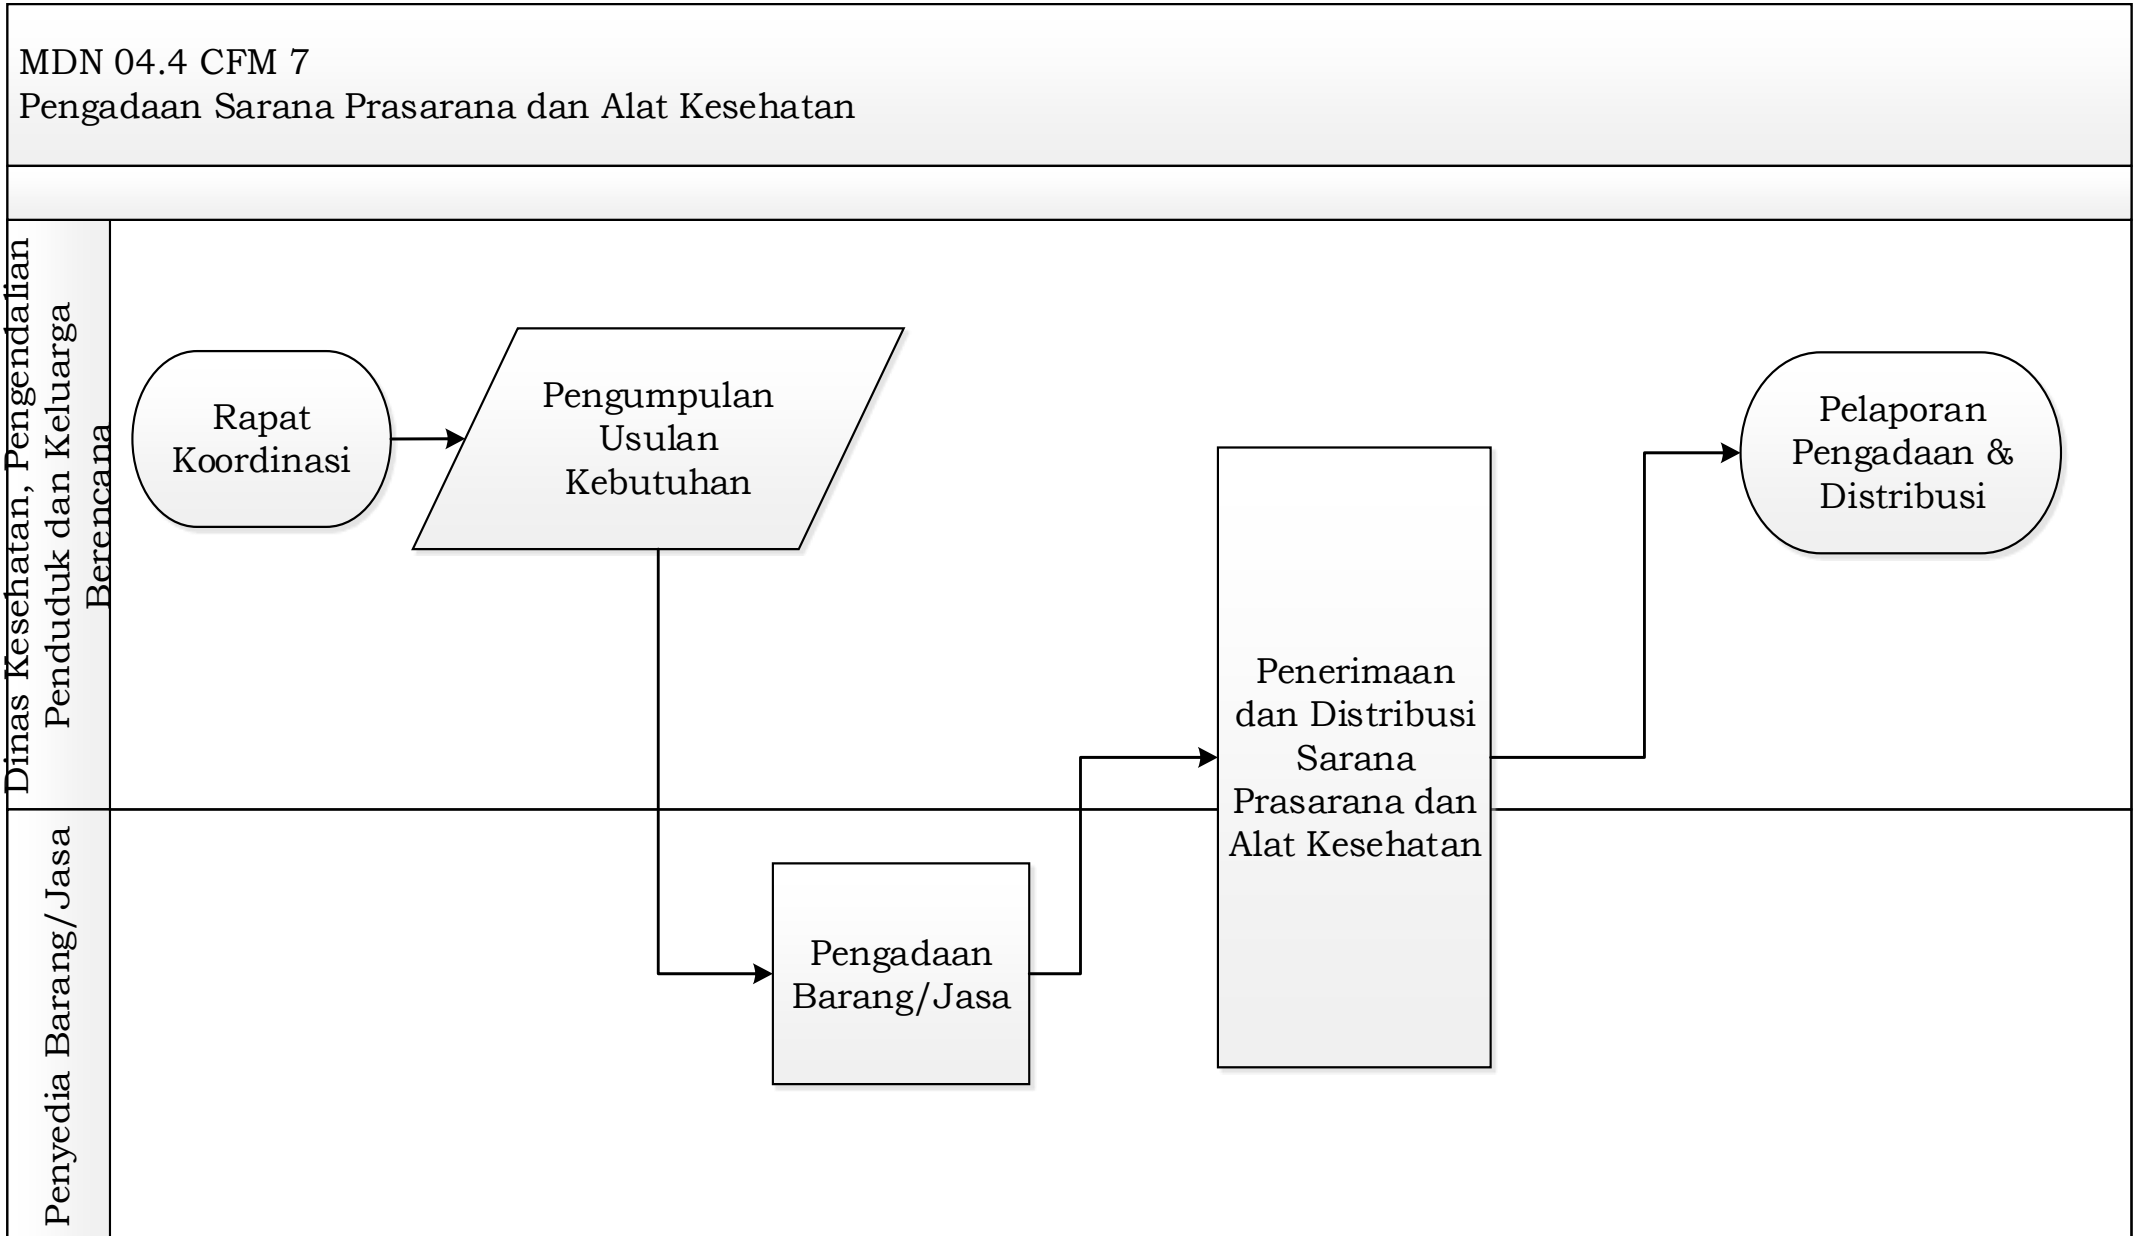 MDN 04.4 CFM 7
Pengadaan Sarana Prasarana dan Alat Kesehatan
Dinas Kesehatan, Pengendalian
Penduduk dan Keluarga
Berencana
Rapat
Koordinasi
Pengumpulan
Usulan
Kebutuhan
Penerimaan
dan Distribusi
Sarana
Prasarana dan
Alat Kesehatan
Pelaporan
Pengadaan &
Distribusi
Penyedia Barang/Jasa
Pengadaan
Barang/Jasa